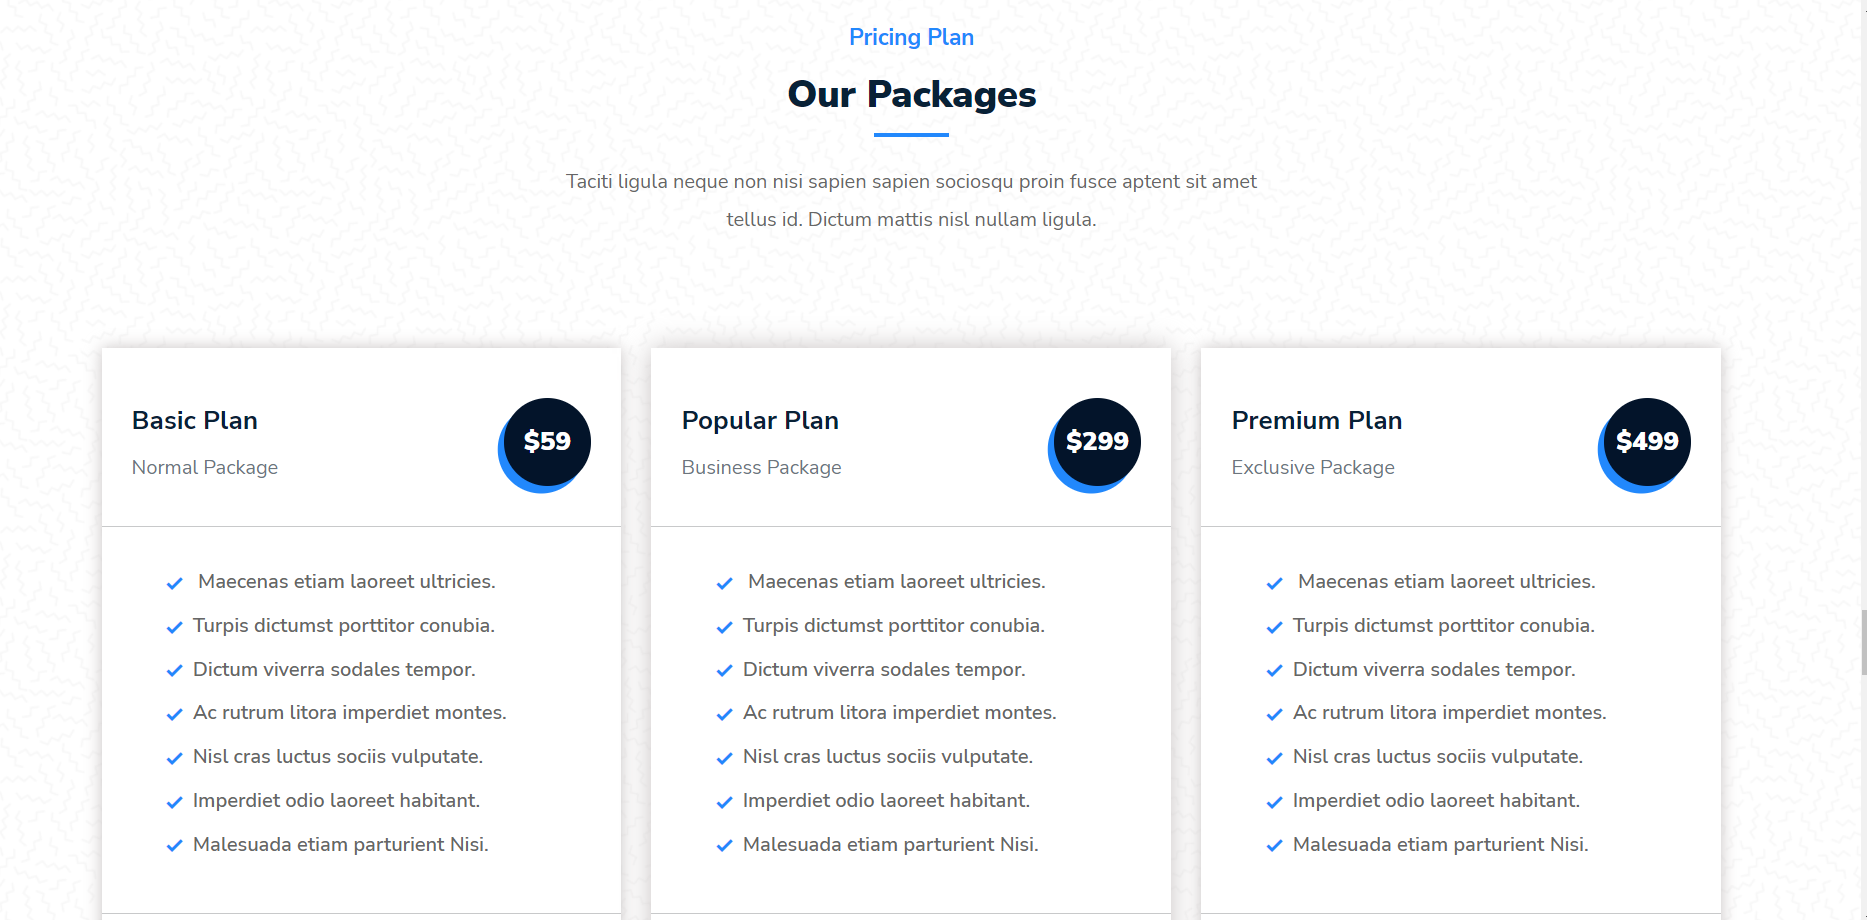 Pricing Plan
Our Packages
Taciti ligula neque non nisi sapien sapien sociosqu proin fusce aptent sit amet
tellus id. Dictum mattis nisl nullam ligula.
Basic Plan
$59
Normal Package
Maecenas etiam laoreet ultricies.
Turpis dictumst porttitor conubia.
Dictum viverra sodales tempor.
Ac rutrum litora imperdiet montes.
Nisl cras luctus sociis vulputate.
Imperdiet odio laoreet habitant.
Malesuada etiam parturient Nisi.
Popular Plan
$299
Business Package
Maecenas etiam laoreet ultricies.
Turpis dictumst porttitor conubia.
Dictum viverra sodales tempor.
Ac rutrum litora imperdiet montes.
Nisl cras luctus sociis vulputate.
Imperdiet odio laoreet habitant.
Malesuada etiam parturient Nisi.
Premium Plan
$499
Exclusive Package
Maecenas etiam laoreet ultricies.
Turpis dictumst porttitor conubia.
Dictum viverra sodales tempor.
Ac rutrum litora imperdiet montes.
Nisl cras luctus sociis vulputate.
Imperdiet odio laoreet habitant.
Malesuada etiam parturient Nisi.